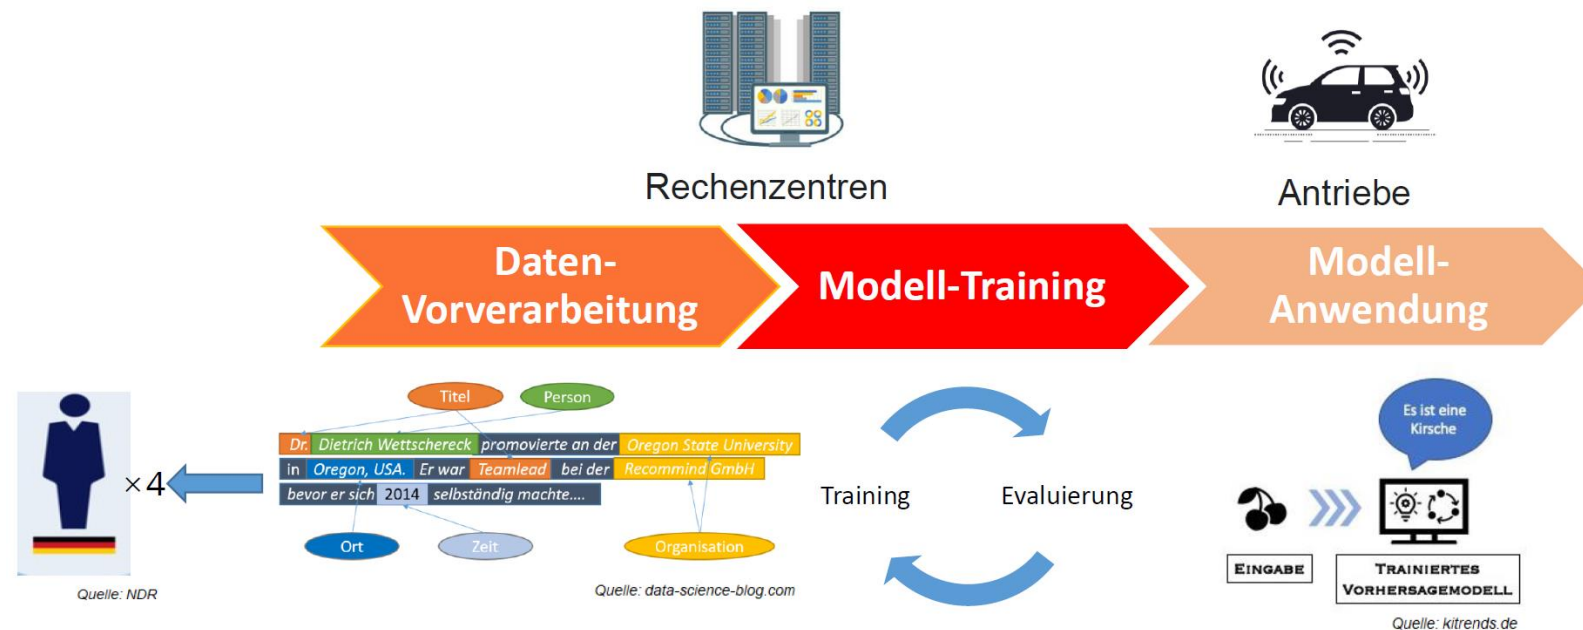 Rechenzentren
Antriebe
Daten-
Vorverarbeitung
Modell-Training
Modell-
Anwendung
×4
Quelle: NDR
Titel
Person
Dr. Dietrich Wettschereck promovierte an der Oregon State University
in Oregon, USA. Er war Teamlead bei der Recommind GmbH
bevor er sich 2014 selbständig machte....
Ort
Zeit
Organisation
Quelle: data-science-blog.com
Training
Evaluierung
Es ist eine
Kirsche
EINGABE
TRAINIERTES
VORHERSAGEMODELL
Quelle: kitrends.de